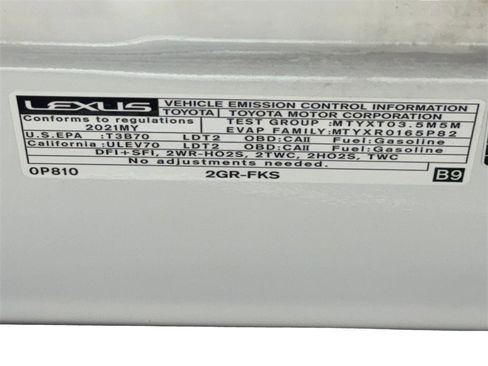 LEXUS VEHICLE EMISSION CONTROL INFORMATION
Conforms to regulations TOYOTA TOYOTA MOTOR CORPORATION
2021MY TEST GROUP :MTYXT03.5M5M
EVAP FAMILY:MTYXR0165P82
U.S.EPA :T3B70 LDT2 OBD:CAII Fuel:Gasoline
California:ULEV70 LDT2 OBD:CAII Fuel:Gasoline
DFI+SFI, 2WR-HO2S, 2TWC, 2HO2S, TWC
No adjustments needed.
0P810 2GR-FKS B9